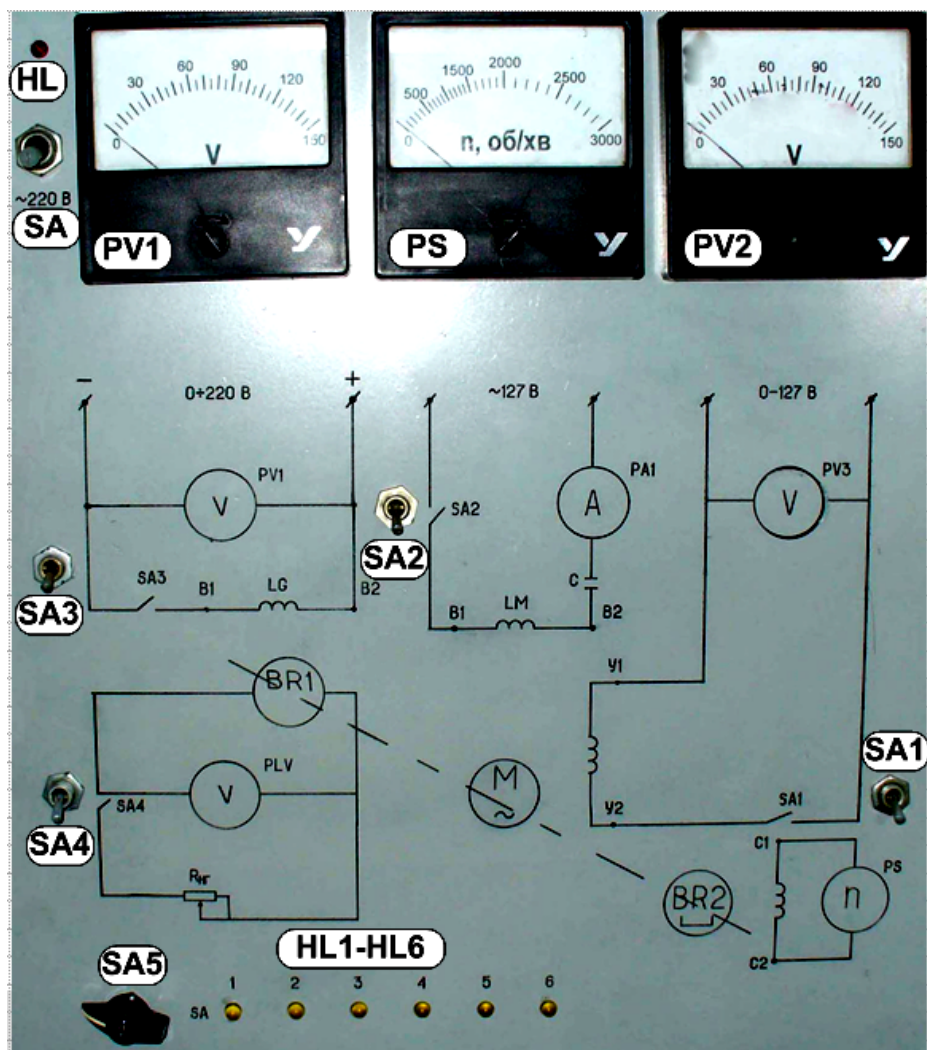 HL
~220 В
SA
30 60 90 120
0 150
V
PV1
500 1500 2000 2500
0 3000
n, об/хв
PS
30 60 90 120
0 150
V
PV2
− 0÷220 В +
PV1
V
SA3
SA3 B1 LG B2
~127 В
SA2
SA2
PA1
A
C
B1 LM B2
0-127 В
PV3
V
У1
У2
SA1
SA1
BR1
PLV
V
SA4
SA4
Rнг
M
~
BR2
C1
PS
n
C2
HL1-HL6
SA5
1 2 3 4 5 6
SA